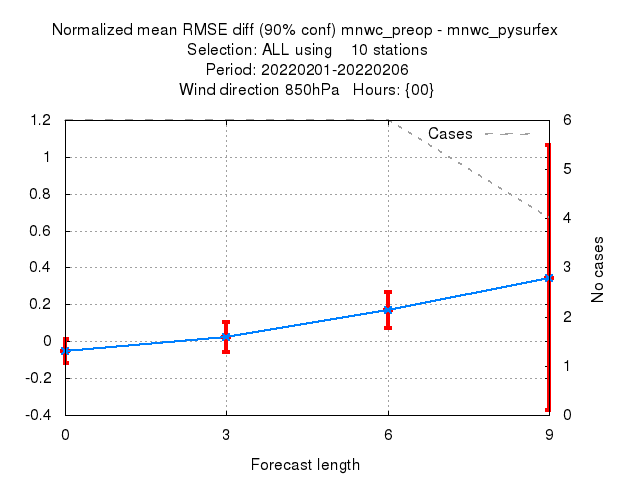 Normalized mean RMSE diff (90% conf) mnwc_preop - mnwc_pysurfex
Selection: ALL using 10 stations
Period: 20220201-20220206
Wind direction 850hPa Hours: {00}
Cases
1.2
1
0.8
0.6
0.4
0.2
0
-0.2
-0.4
6
5
4
3
2
1
0
No cases
0 3 6 9
Forecast length